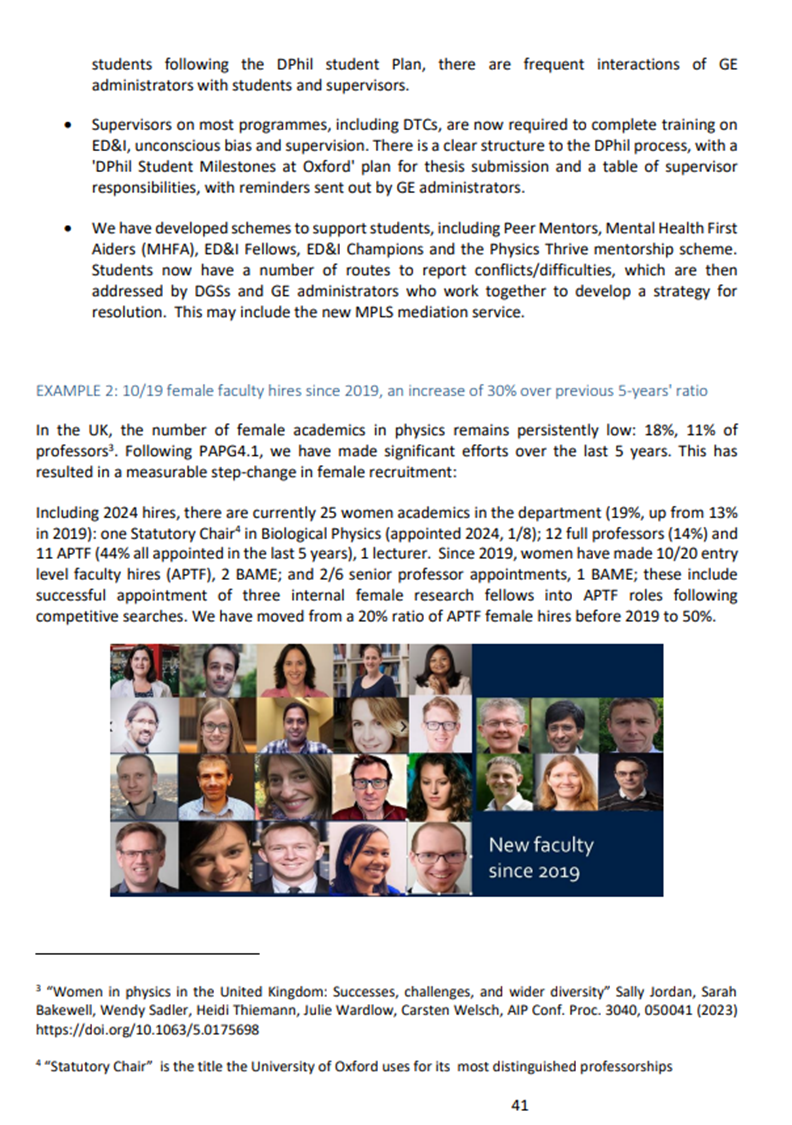 students following the DPhil student Plan, there are frequent interactions of GE
administrators with students and supervisors.
• Supervisors on most programmes, including DTCs, are now required to complete training on
ED&I, unconscious bias and supervision. There is a clear structure to the DPhil process, with a
'DPhil Student Milestones at Oxford' plan for thesis submission and a table of supervisor
responsibilities, with reminders sent out by GE administrators.
• We have developed schemes to support students, including Peer Mentors, Mental Health First
Aiders (MHFA), ED&I Fellows, ED&I Champions and the Physics Thrive mentorship scheme.
Students now have a number of routes to report conflicts/difficulties, which are then
addressed by DGSs and GE administrators who work together to develop a strategy for
resolution. This may include the new MPLS mediation service.
EXAMPLE 2: 10/19 female faculty hires since 2019, an increase of 30% over previous 5-years' ratio
In the UK, the number of female academics in physics remains persistently low: 18%, 11% of
professors³. Following PAPG4.1, we have made significant efforts over the last 5 years. This has
resulted in a measurable step-change in female recruitment:
Including 2024 hires, there are currently 25 women academics in the department (19%, up from 13%
in 2019): one Statutory Chair⁴ in Biological Physics (appointed 2024, 1/8); 12 full professors (14%) and
11 APTF (44% all appointed in the last 5 years), 1 lecturer. Since 2019, women have made 10/20 entry
level faculty hires (APTF), 2 BAME; and 2/6 senior professor appointments, 1 BAME; these include
successful appointment of three internal female research fellows into APTF roles following
competitive searches. We have moved from a 20% ratio of APTF female hires before 2019 to 50%.
New faculty
since 2019
³ "Women in physics in the United Kingdom: Successes, challenges, and wider diversity" Sally Jordan, Sarah
Bakewell, Wendy Sadler, Heidi Thiemann, Julie Wardlow, Carsten Welsch, AIP Conf. Proc. 3040, 050041 (2023)
https://doi.org/10.1063/5.0175698
⁴ "Statutory Chair" is the title the University of Oxford uses for its most distinguished professorships
41